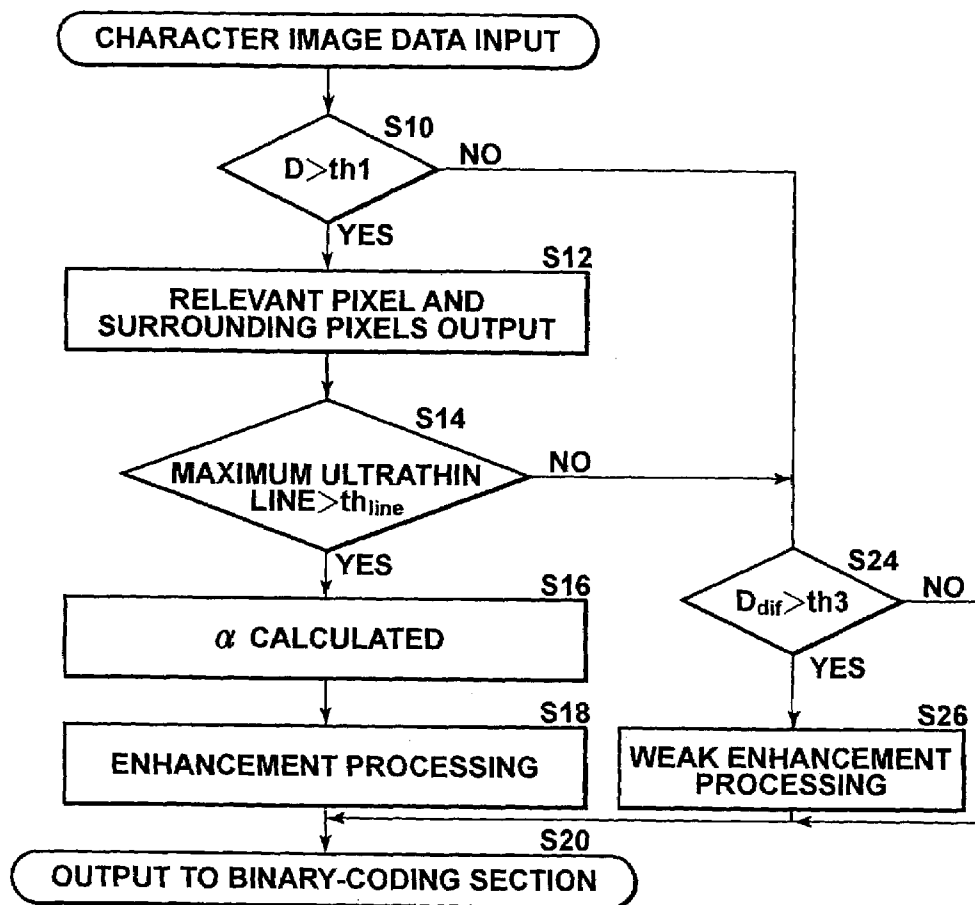 CHARACTER IMAGE DATA INPUT
S10
D>th1
NO
YES
S12
RELEVANT PIXEL AND
SURROUNDING PIXELS OUTPUT
S14
MAXIMUM ULTRATHIN
LINE>thline
NO
YES
S24
Ddif>th3
NO
YES
S16
α CALCULATED
S18
ENHANCEMENT PROCESSING
S26
WEAK ENHANCEMENT
PROCESSING
S20
OUTPUT TO BINARY-CODING SECTION